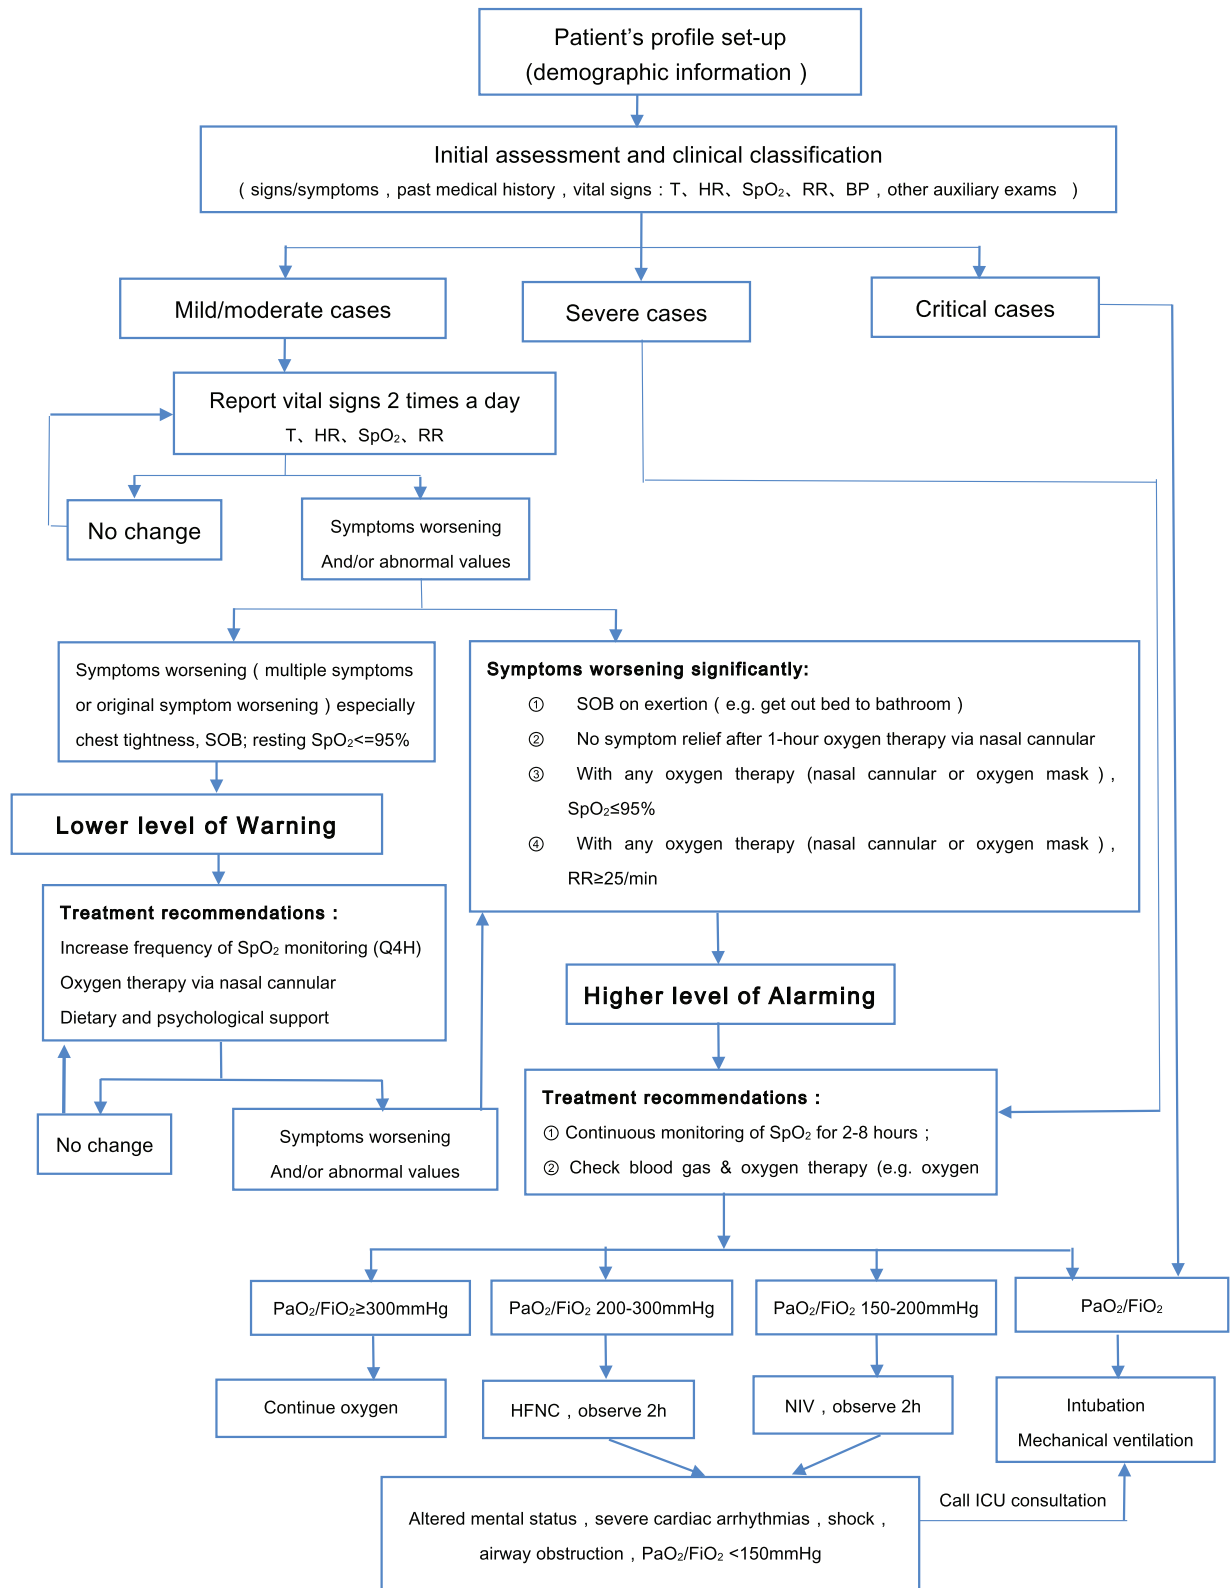 Patient’s profile set-up
(demographic information )
Initial assessment and clinical classification
( signs/symptoms , past medical history , vital signs : T、HR、SpO₂、RR、BP , other auxiliary exams )
Mild/moderate cases
Severe cases
Critical cases
Report vital signs 2 times a day
T、HR、SpO₂、RR
No change
Symptoms worsening
And/or abnormal values
Symptoms worsening ( multiple symptoms
or original symptom worsening ) especially
chest tightness, SOB; resting SpO₂<=95%
Symptoms worsening significantly:
① SOB on exertion ( e.g. get out bed to bathroom )
② No symptom relief after 1-hour oxygen therapy via nasal cannular
③ With any oxygen therapy (nasal cannular or oxygen mask ) ,
SpO₂≤95%
④ With any oxygen therapy (nasal cannular or oxygen mask ) ,
RR≥25/min
Lower level of Warning
Treatment recommendations :
Increase frequency of SpO₂ monitoring (Q4H)
Oxygen therapy via nasal cannular
Dietary and psychological support
Higher level of Alarming
No change
Symptoms worsening
And/or abnormal values
Treatment recommendations :
① Continuous monitoring of SpO₂ for 2-8 hours ;
② Check blood gas & oxygen therapy (e.g. oxygen
PaO₂/FiO₂≥300mmHg
PaO₂/FiO₂ 200-300mmHg
PaO₂/FiO₂ 150-200mmHg
PaO₂/FiO₂
Continue oxygen
HFNC , observe 2h
NIV , observe 2h
Intubation
Mechanical ventilation
Call ICU consultation
Altered mental status , severe cardiac arrhythmias , shock ,
airway obstruction , PaO₂/FiO₂ <150mmHg